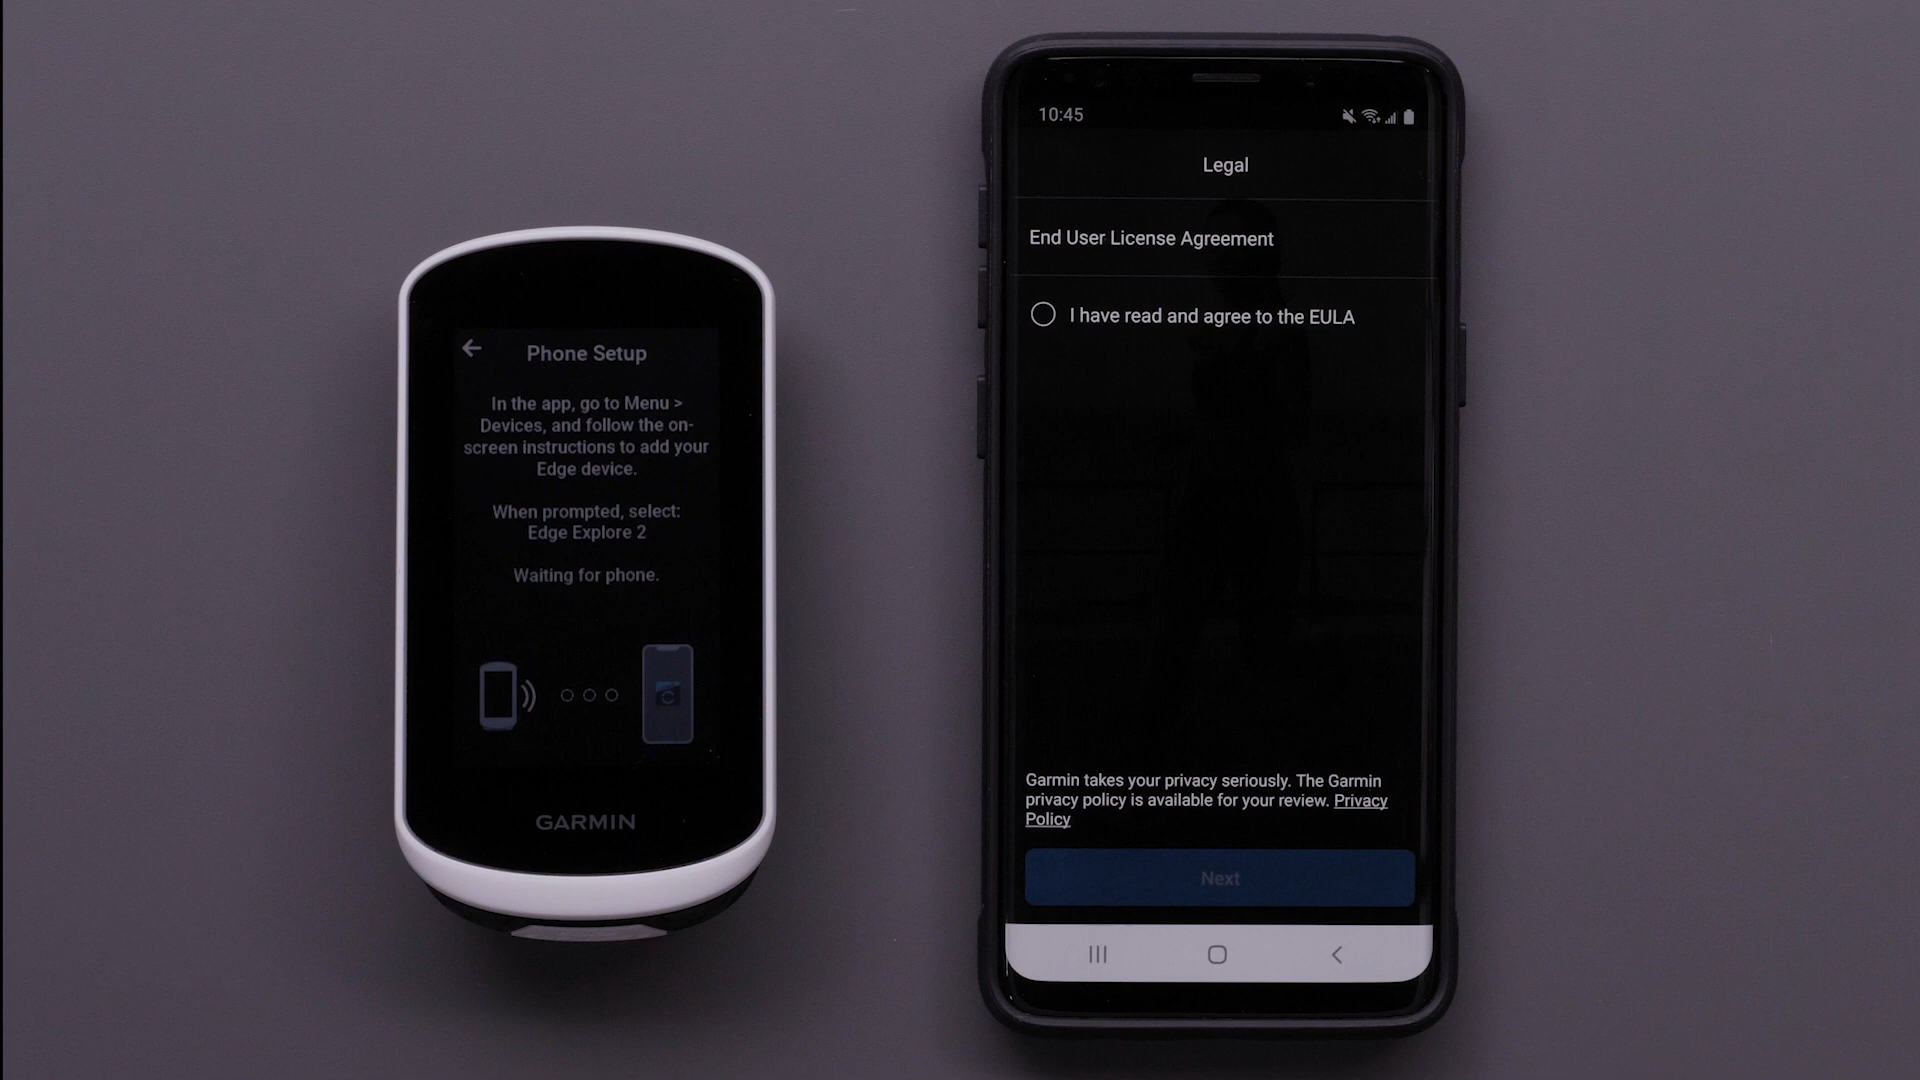 Phone Setup
In the app, go to Menu >
Devices, and follow the on-
screen instructions to add your
Edge device.
When prompted, select:
Edge Explore 2
Waiting for phone.
GARMIN
10:45
Legal
End User License Agreement
I have read and agree to the EULA
Garmin takes your privacy seriously. The Garmin
privacy policy is available for your review. Privacy
Policy
Next